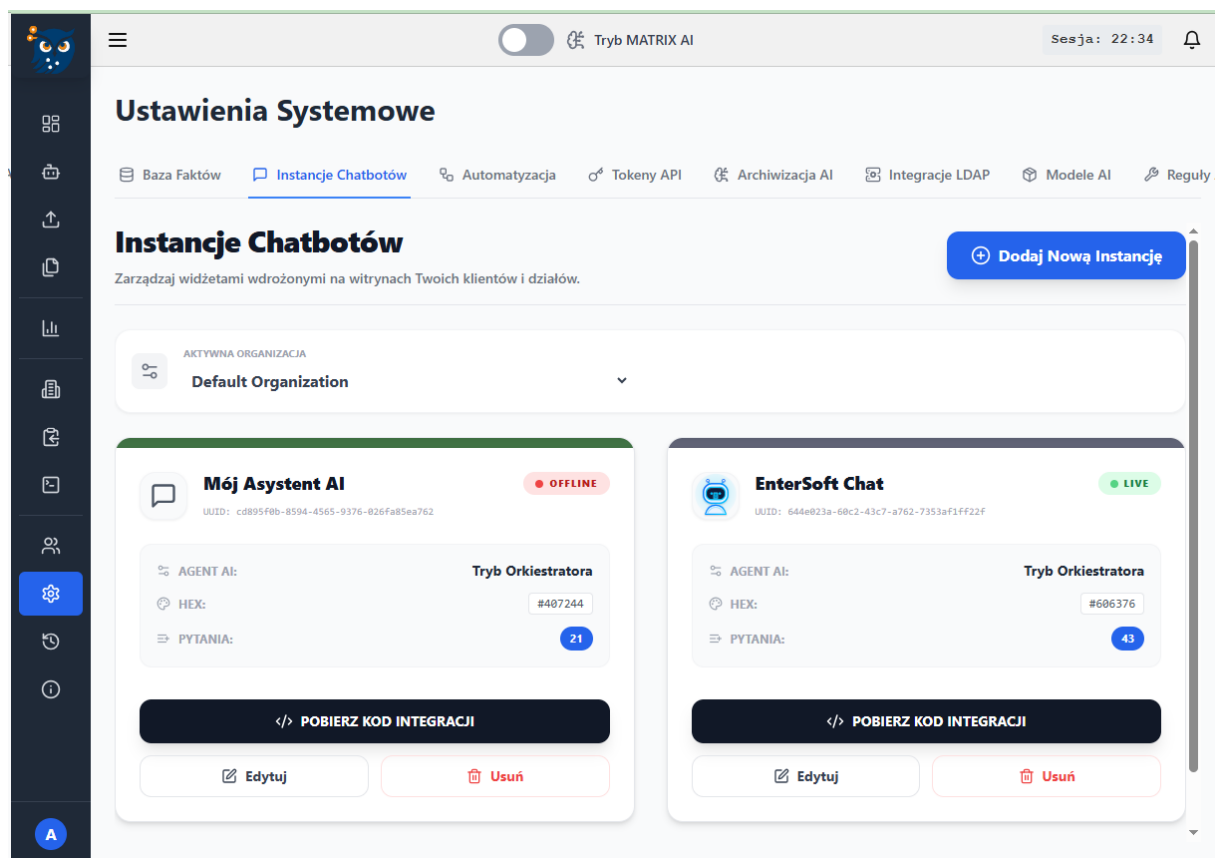 Tryb MATRIX AI
Sesja: 22:34
Ustawienia Systemowe
Baza Faktów Instancje Chatbotów Automatyzacja Tokeny API Archiwizacja AI Integracje LDAP Modele AI Reguły
Instancje Chatbotów
Dodaj Nową Instancję
Zarządzaj widżetami wdrożonymi na witrynach Twoich klientów i działów.
AKTYWNA ORGANIZACJA
Default Organization
Mój Asystent AI
OFFLINE
UUID: cd895f0b-8594-4565-9376-026fa85ea762
AGENT AI: Tryb Orkiestratora
HEX: #407244
PYTANIA: 21
</> POBIERZ KOD INTEGRACJI
Edytuj
Usuń
EnterSoft Chat
LIVE
UUID: 644e023a-60c2-43c7-a762-7353af1ff22f
AGENT AI: Tryb Orkiestratora
HEX: #606376
PYTANIA: 43
</> POBIERZ KOD INTEGRACJI
Edytuj
Usuń
A